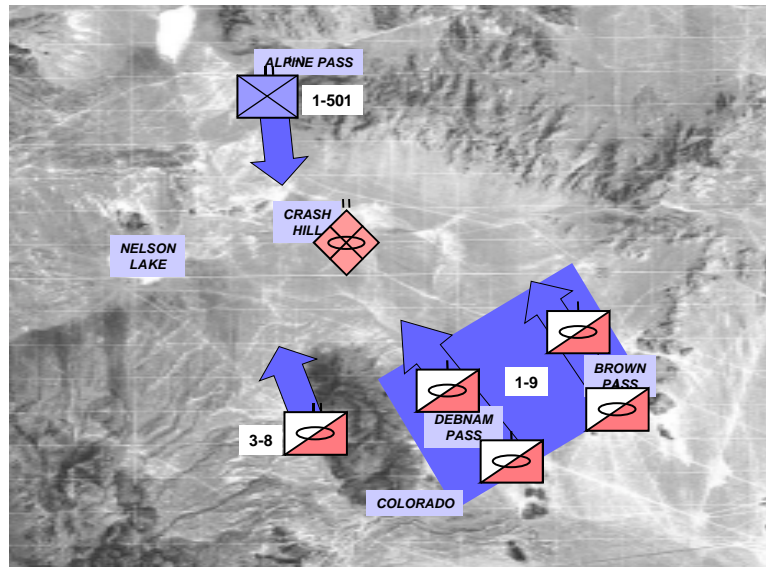 ALPINE PASS
1-501
CRASH
HILL
NELSON
LAKE
BROWN
PASS
1-9
DEBNAM
PASS
3-8
COLORADO